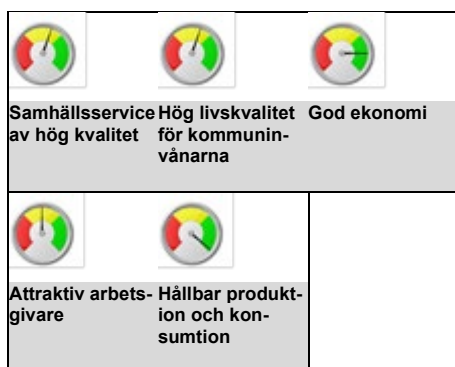 Samhällsservice
av hög kvalitet
Hög livskvalitet
för kommunin-
vånarna
God ekonomi
Attraktiv arbets-
givare
Hållbar produkt-
ion och kon-
sumtion